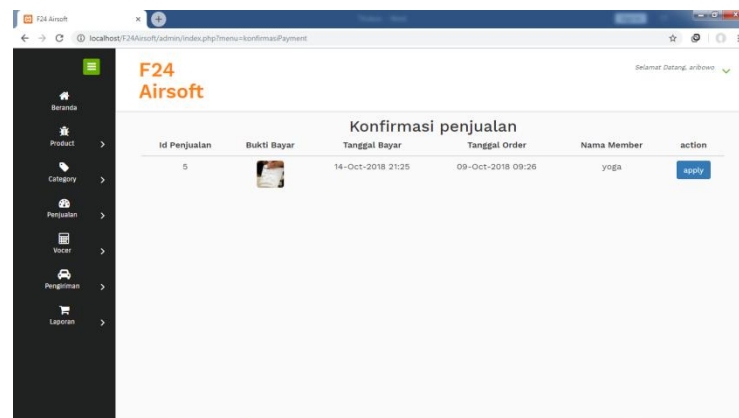 F24 Airsoft
localhost/F24Airsoft/admin/index.php?menu=konfirmasiPayment
F24
Airsoft
Selamat Datang, aribowo
Beranda
Product
Category
Penjualan
Vocer
Pengiriman
Laporan
Konfirmasi penjualan
Id Penjualan Bukti Bayar Tanggal Bayar Tanggal Order Nama Member action
5 14-Oct-2018 21:25 09-Oct-2018 09:26 yoga apply